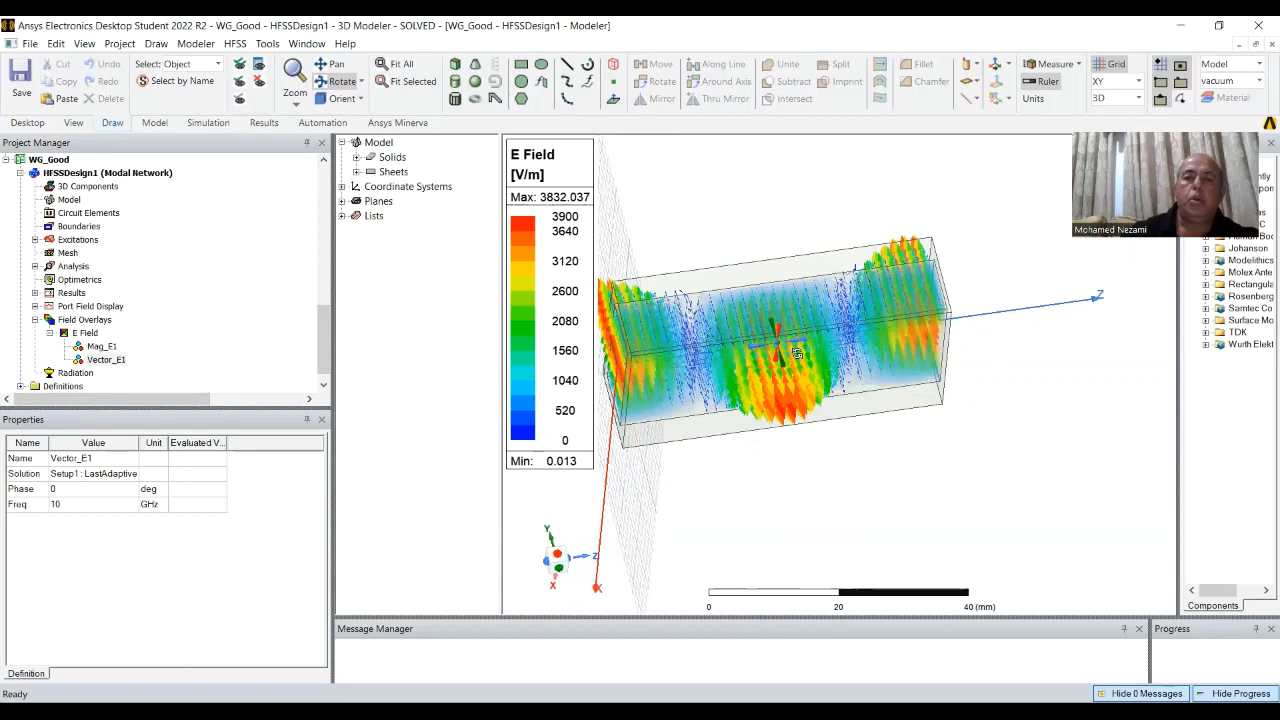 Ansys Electronics Desktop Student 2022 R2 - WG_Good - HFSSDesign1 - 3D Modeler - SOLVED - [WG_Good - HFSSDesign1 - Modeler]
File Edit View Project Draw Modeler HFSS Tools Window Help
Save
Cut Undo
Copy Redo
Paste Delete
Select: Object
Select by Name
Zoom
Pan
Rotate
Orient
Fit All
Fit Selected
Move Along Line
Rotate Around Axis
Mirror Thru Mirror
Unite Split
Subtract Imprint
Intersect
Fillet
Chamfer
Measure
Ruler
Units
Grid
XY
3D
Model
vacuum
Material
Desktop View Draw Model Simulation Results Automation Ansys Minerva
Project Manager
WG_Good
HFSSDesign1 (Modal Network)
3D Components
Model
Circuit Elements
Boundaries
Excitations
Mesh
Analysis
Optimetrics
Results
Port Field Display
Field Overlays
E Field
Mag_E1
Vector_E1
Radiation
Definitions
Properties
Name Value Unit Evaluated V...
Name Vector_E1
Solution Setup1 : LastAdaptive
Phase 0 deg
Freq 10 GHz
Definition
Model
Solids
Sheets
Coordinate Systems
Planes
Lists
E Field
[V/m]
Max: 3832.037
3900
3640
3120
2600
2080
1560
1040
520
0
Min: 0.013
Z
X
Y
Z
X
0 20 40 (mm)
Mohamed Nezami
Johanson
Modelithics
Molex Ante
Rectangula
Rosenberg
Samtec Co
Surface Mo
TDK
Wurth Elekt
Components
Message Manager
Progress
Ready
Hide 0 Messages
Hide Progress